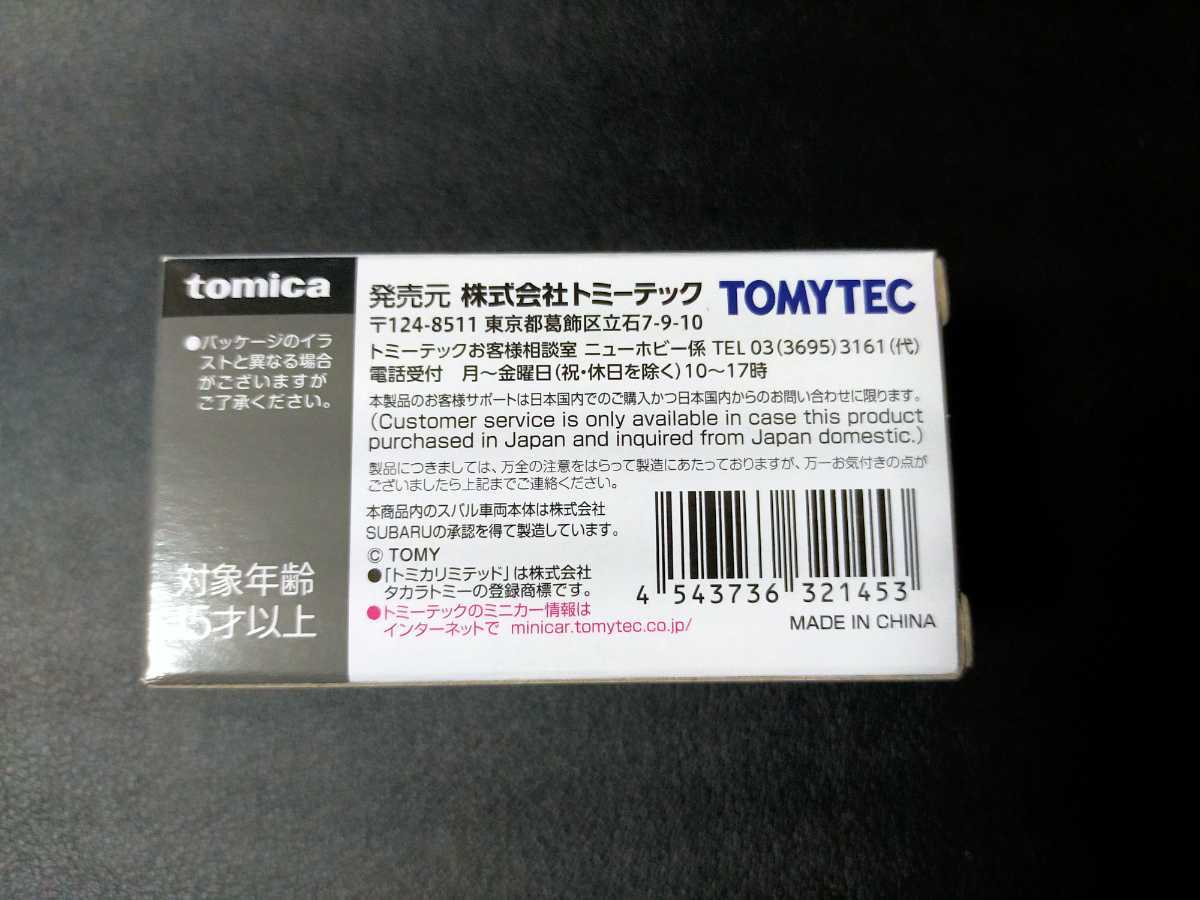 tomica
●パッケージのイラ
ストと異なる場合
がございますが
ご了承ください。
対象年齢
5才以上
発売元 株式会社トミーテック TOMYTEC
〒124-8511 東京都葛飾区立石7-9-10
トミーテックお客様相談室 ニューホビー係 TEL 03(3695)3161(代)
電話受付 月〜金曜日(祝・休日を除く)10〜17時
本製品のお客様サポートは日本国内でのご購入かつ日本国内からのお問い合わせに限ります。
(Customer service is only available in case this product
purchased in Japan and inquired from Japan domestic.)
製品につきましては、万全の注意をはらって製造にあたっておりますが、万一お気付きの点が
ございましたら上記までご連絡ください。
本商品内のスバル車両本体は株式会社
SUBARUの承認を得て製造しています。
© TOMY
●「トミカリミテッド」は株式会社
タカラトミーの登録商標です。
●トミーテックのミニカー情報は
インターネットで minicar.tomytec.co.jp/
4 543736 321453
MADE IN CHINA